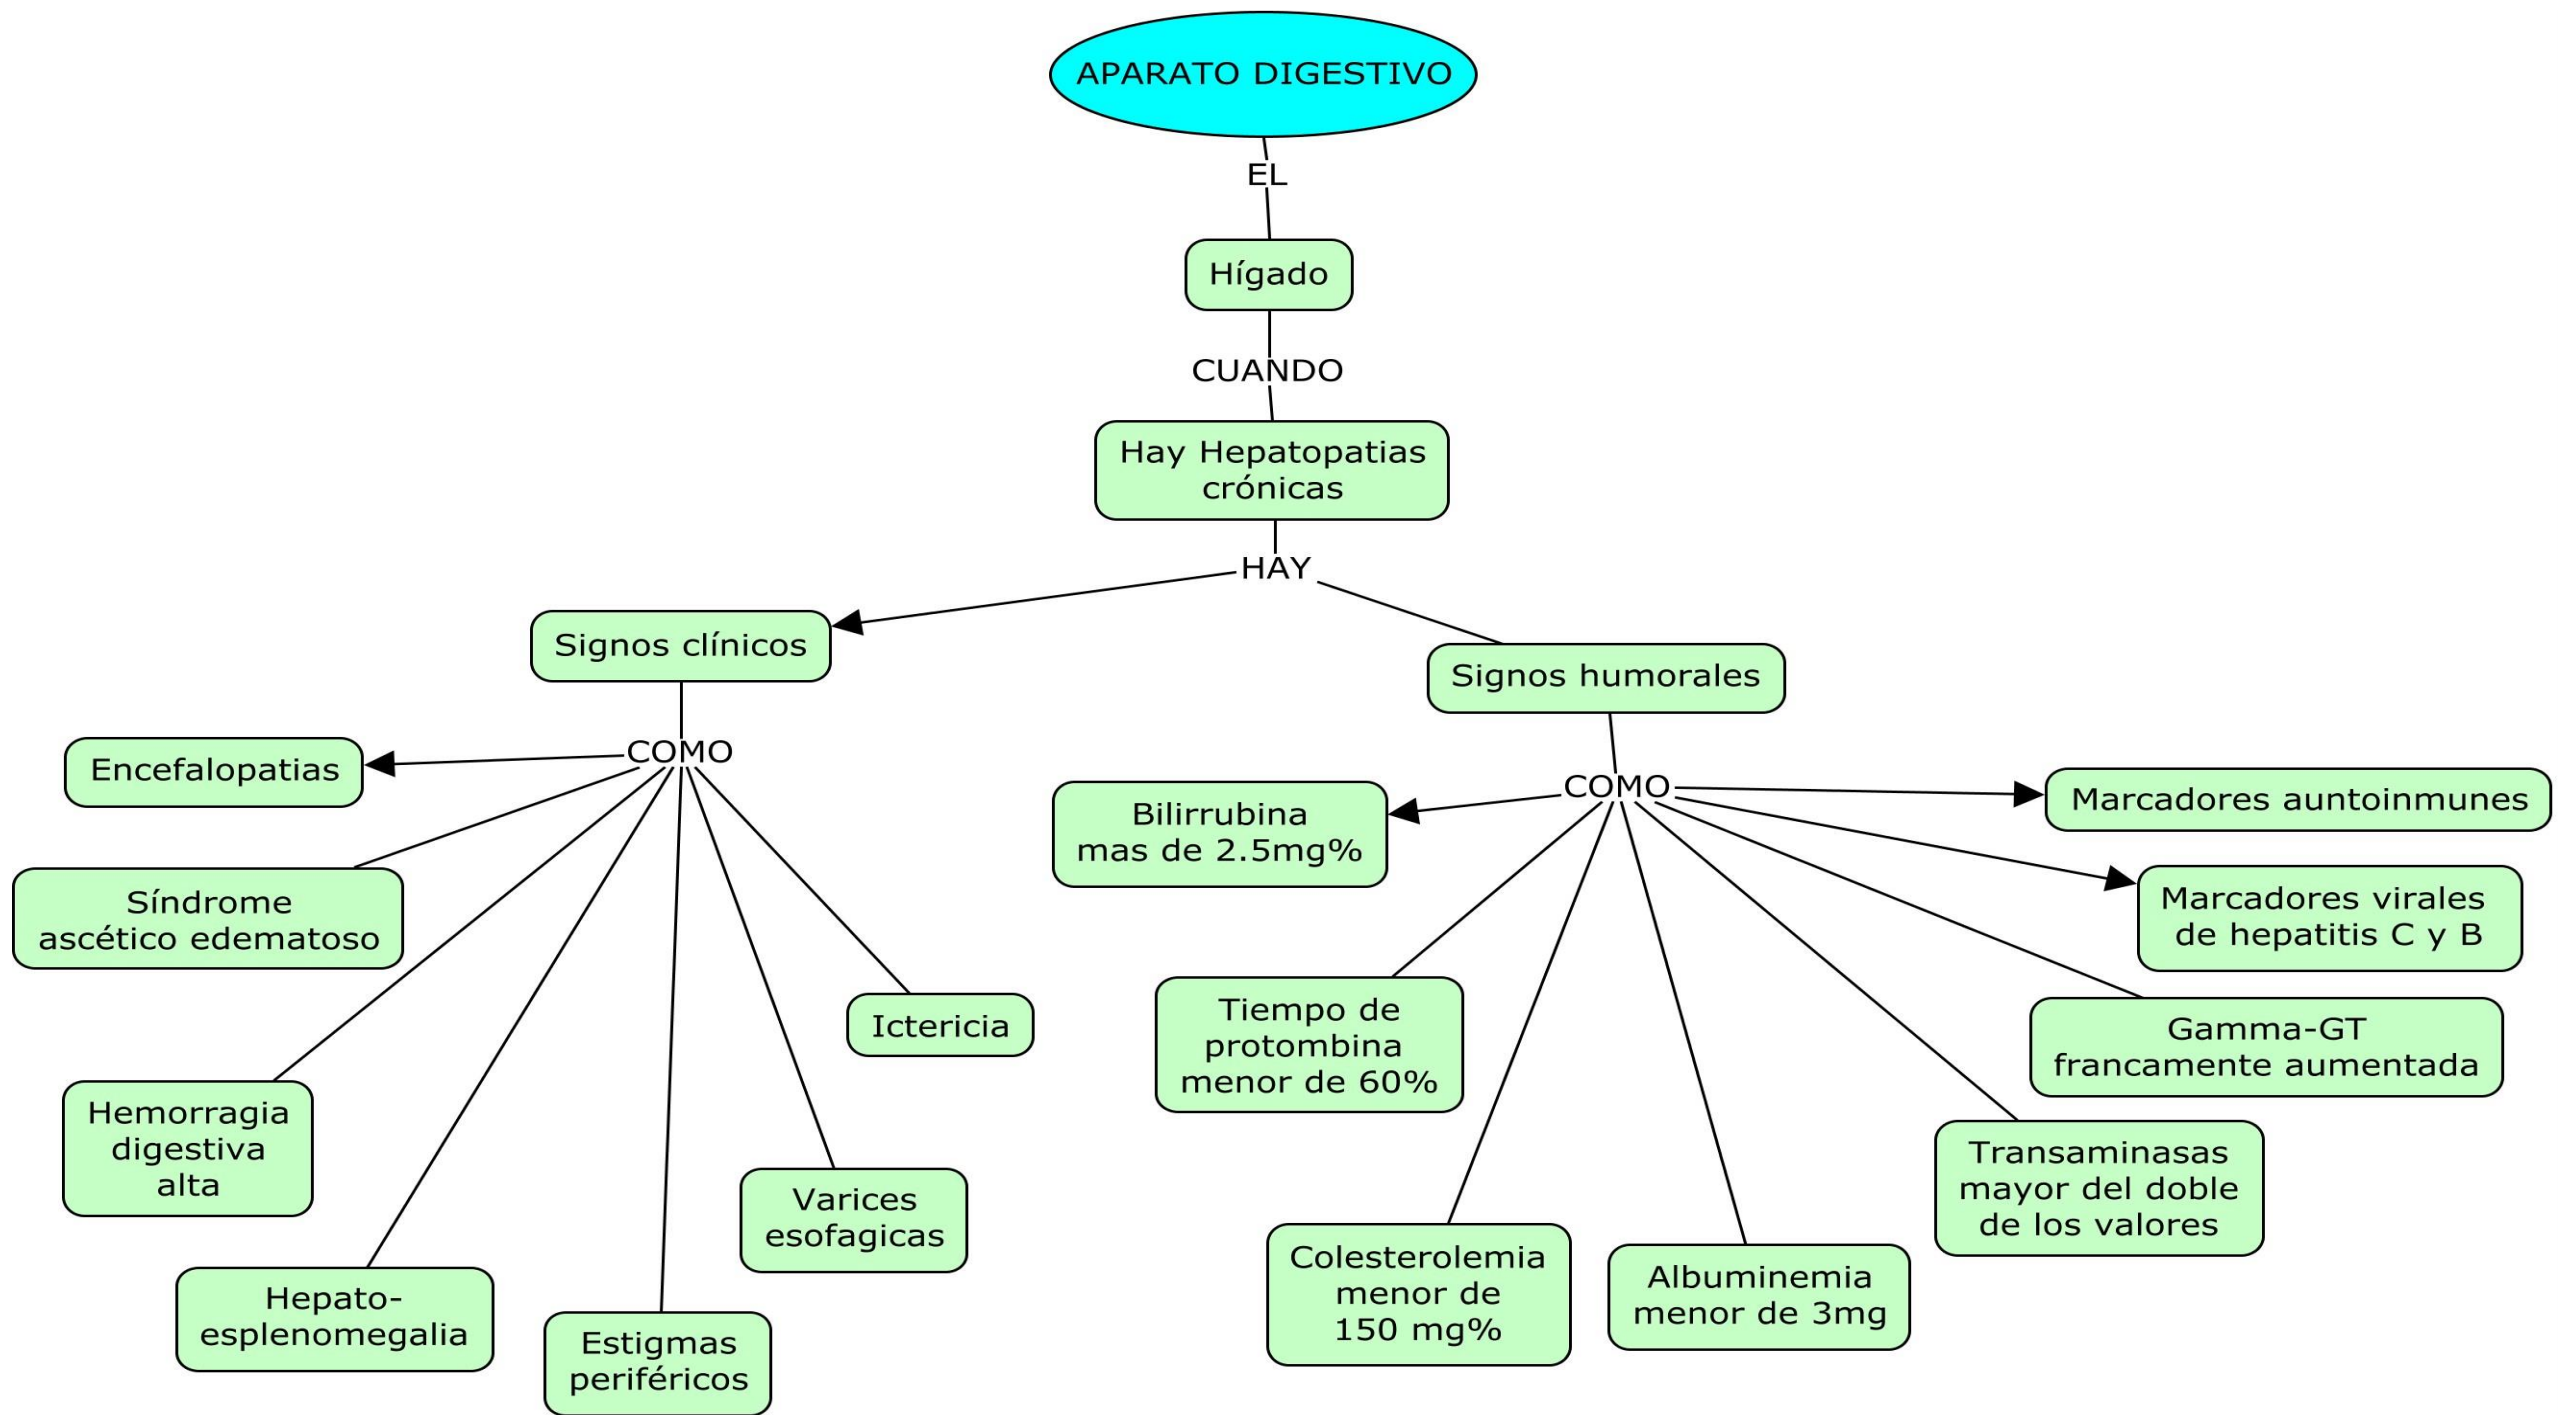 APARATO DIGESTIVO
EL
Hígado
CUANDO
Hay Hepatopatias
crónicas
HAY
Signos clínicos
Signos humorales
COMO
Encefalopatias
Síndrome
ascético edematoso
Hemorragia
digestiva
alta
Hepato-
esplenomegalia
Estigmas
periféricos
Varices
esofagicas
Ictericia
COMO
Bilirrubina
mas de 2.5mg%
Tiempo de
protombina
menor de 60%
Colesterolemia
menor de
150 mg%
Albuminemia
menor de 3mg
Transaminasas
mayor del doble
de los valores
Gamma-GT
francamente aumentada
Marcadores virales
de hepatitis C y B
Marcadores auntoinmunes